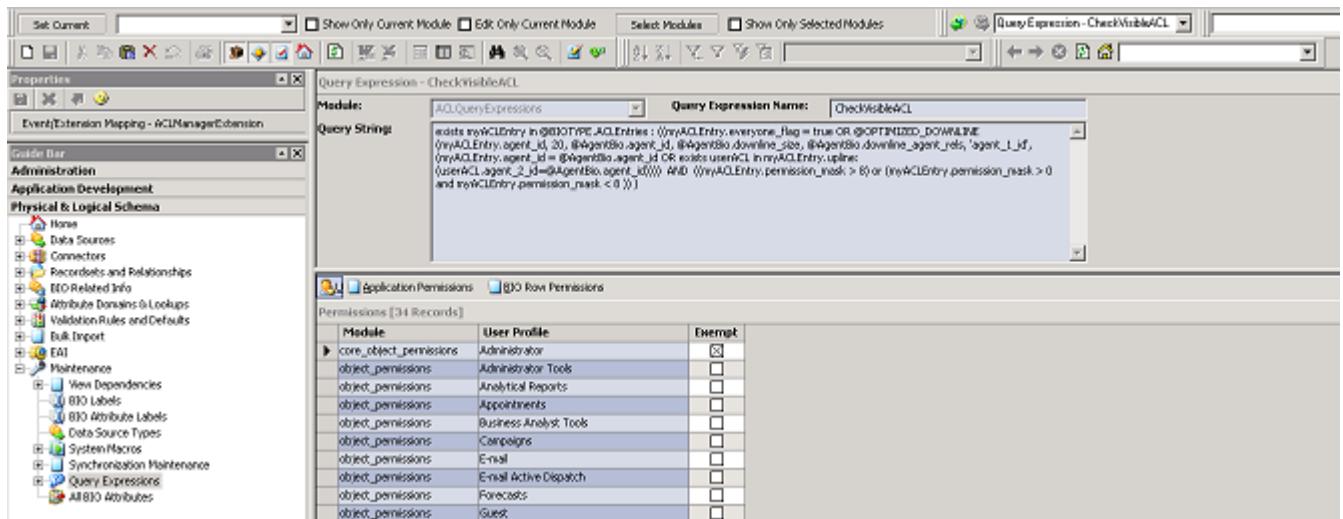 Set Current
Show Only Current Module
Edit Only Current Module
Select Modules
Show Only Selected Modules
Query Expression - CheckVisibleACL
Properties
Event/Extension Mapping - ACLManagerExtension
Guide Bar
Administration
Application Development
Physical & Logical Schema
Home
Data Sources
Connectors
Recordsets and Relationships
BIO Related Info
Attribute Domains & Lookups
Validation Rules and Defaults
Bulk Import
EAI
Maintenance
View Dependencies
BIO Labels
BIO Attribute Labels
Data Source Types
System Macros
Synchronization Maintenance
Query Expressions
All BIO Attributes
Query Expression - CheckVisibleACL
Module: ACLQueryExpressions Query Expression Name: CheckVisibleACL
Query String: exists myACLEntry in @BIOTYPE.ACLEntries : ((myACLEntry.everyone_flag = true OR @OPTIMIZED_DOWNLINE
(myACLEntry.agent_id, 20, @AgentBio.agent_id, @AgentBio.downline_size, @AgentBio.downline_agent_rels, 'agent_1_id',
(myACLEntry.agent_id = @AgentBio.agent_id OR exists userACL in myACLEntry.upline:
(userACL.agent_2_id=@AgentBio.agent_id)))) AND ((myACLEntry.permission_mask > 8) or (myACLEntry.permission_mask > 0
and myACLEntry.permission_mask < 8 )) )
Application Permissions BIO Row Permissions
Permissions [34 Records]
Module User Profile Exempt
core_object_permissions Administrator
object_permissions Administrator Tools
object_permissions Analytical Reports
object_permissions Appointments
object_permissions Business Analyst Tools
object_permissions Campaigns
object_permissions E-mail
object_permissions E-mail Active Dispatch
object_permissions Forecasts
object_permissions Guest